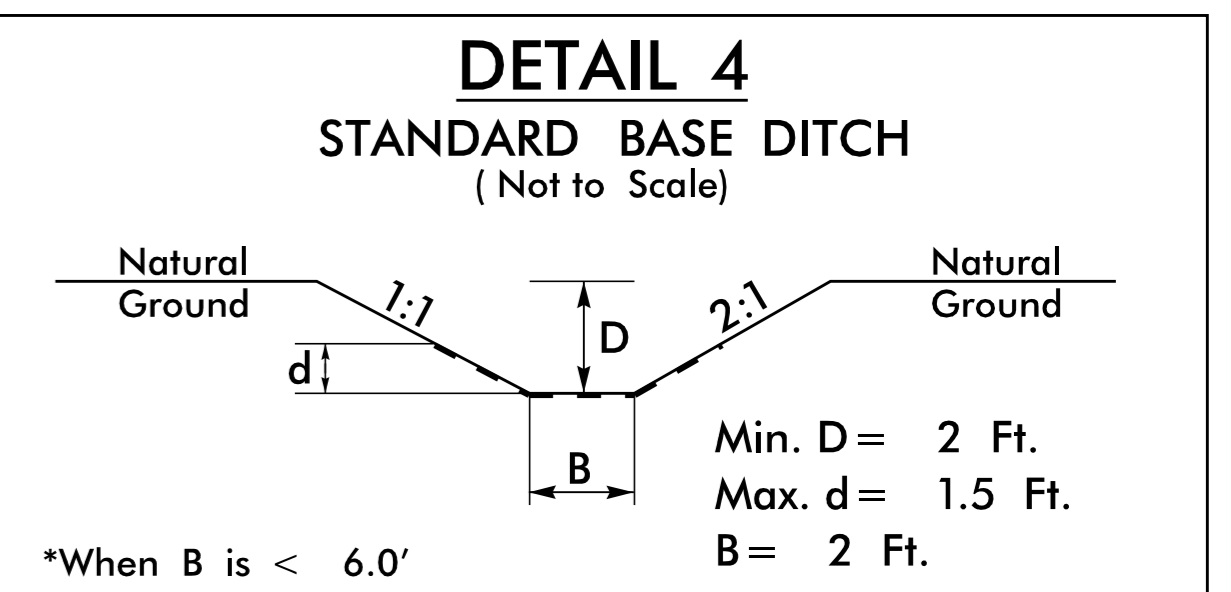 DETAIL 4
STANDARD BASE DITCH
( Not to Scale)
Natural
Ground
1:1
d
D
2:1
Natural
Ground
B
Min. D = 2 Ft.
Max. d = 1.5 Ft.
B = 2 Ft.
*When B is < 6.0'